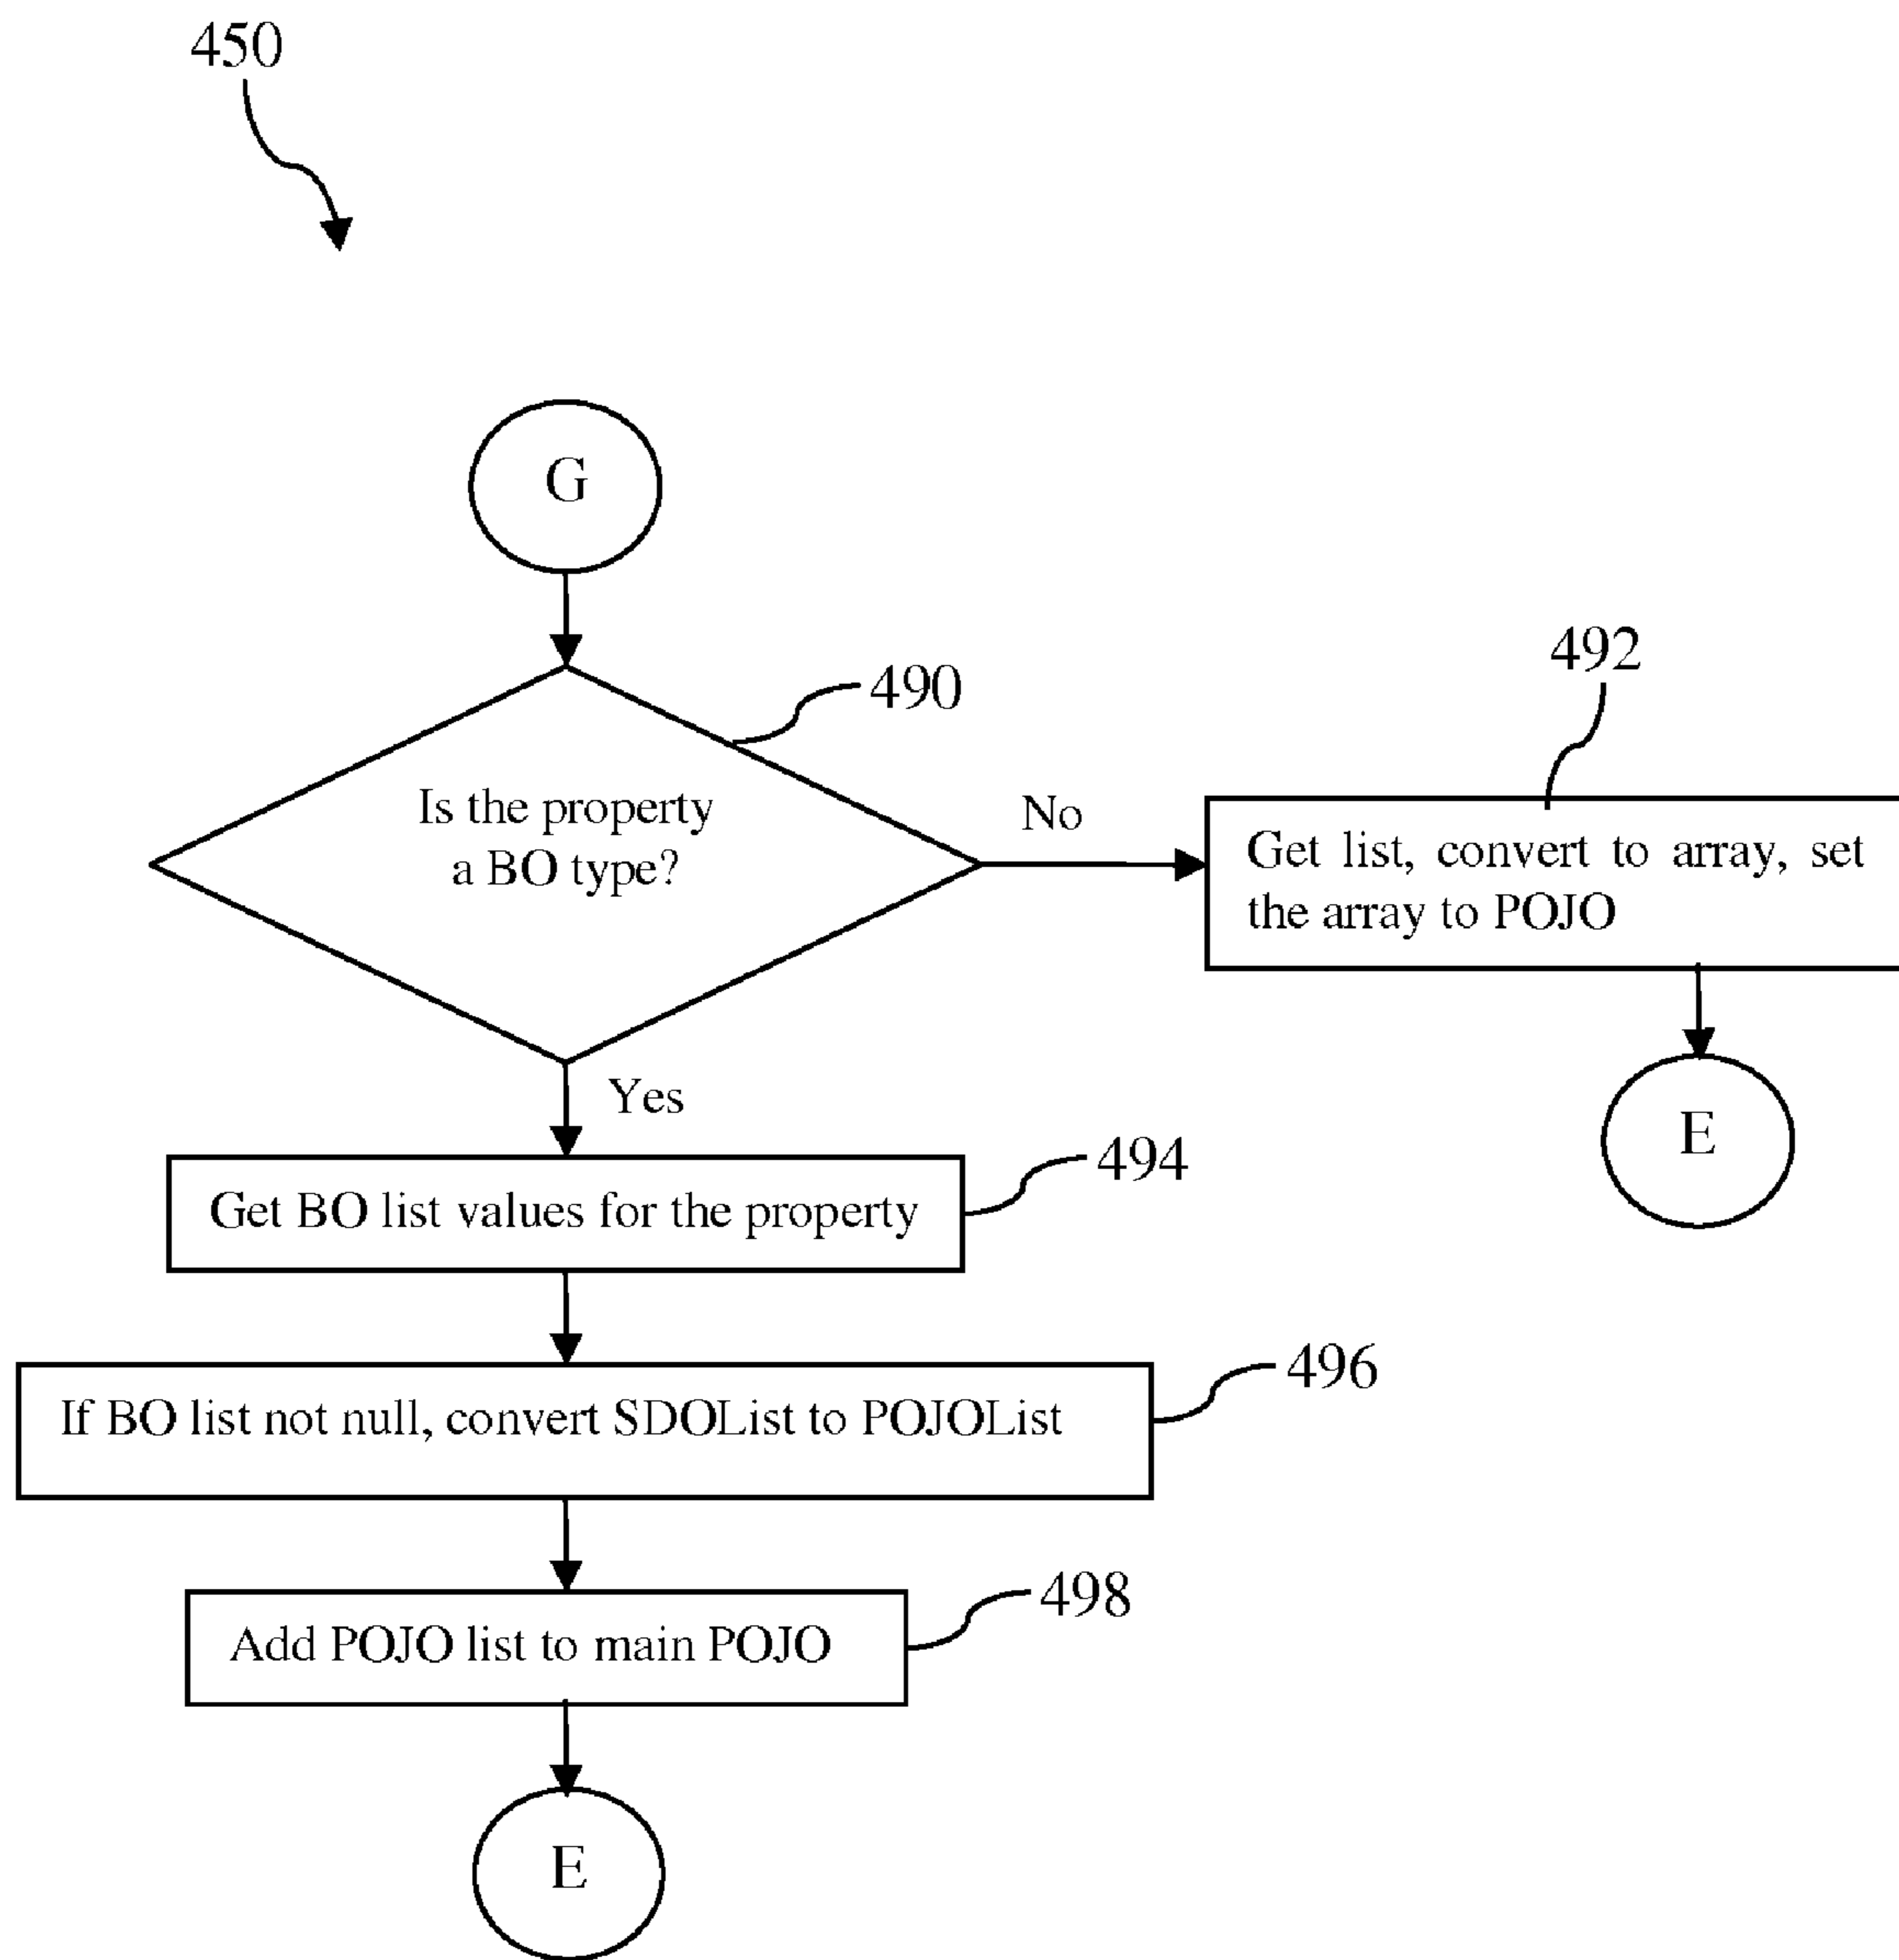 450
G
490
Is the property
a BO type?
No
492
Get list, convert to array, set
the array to POJO
E
Yes
494
Get BO list values for the property
496
If BO list not null, convert SDOList to POJOList
498
Add POJO list to main POJO
E